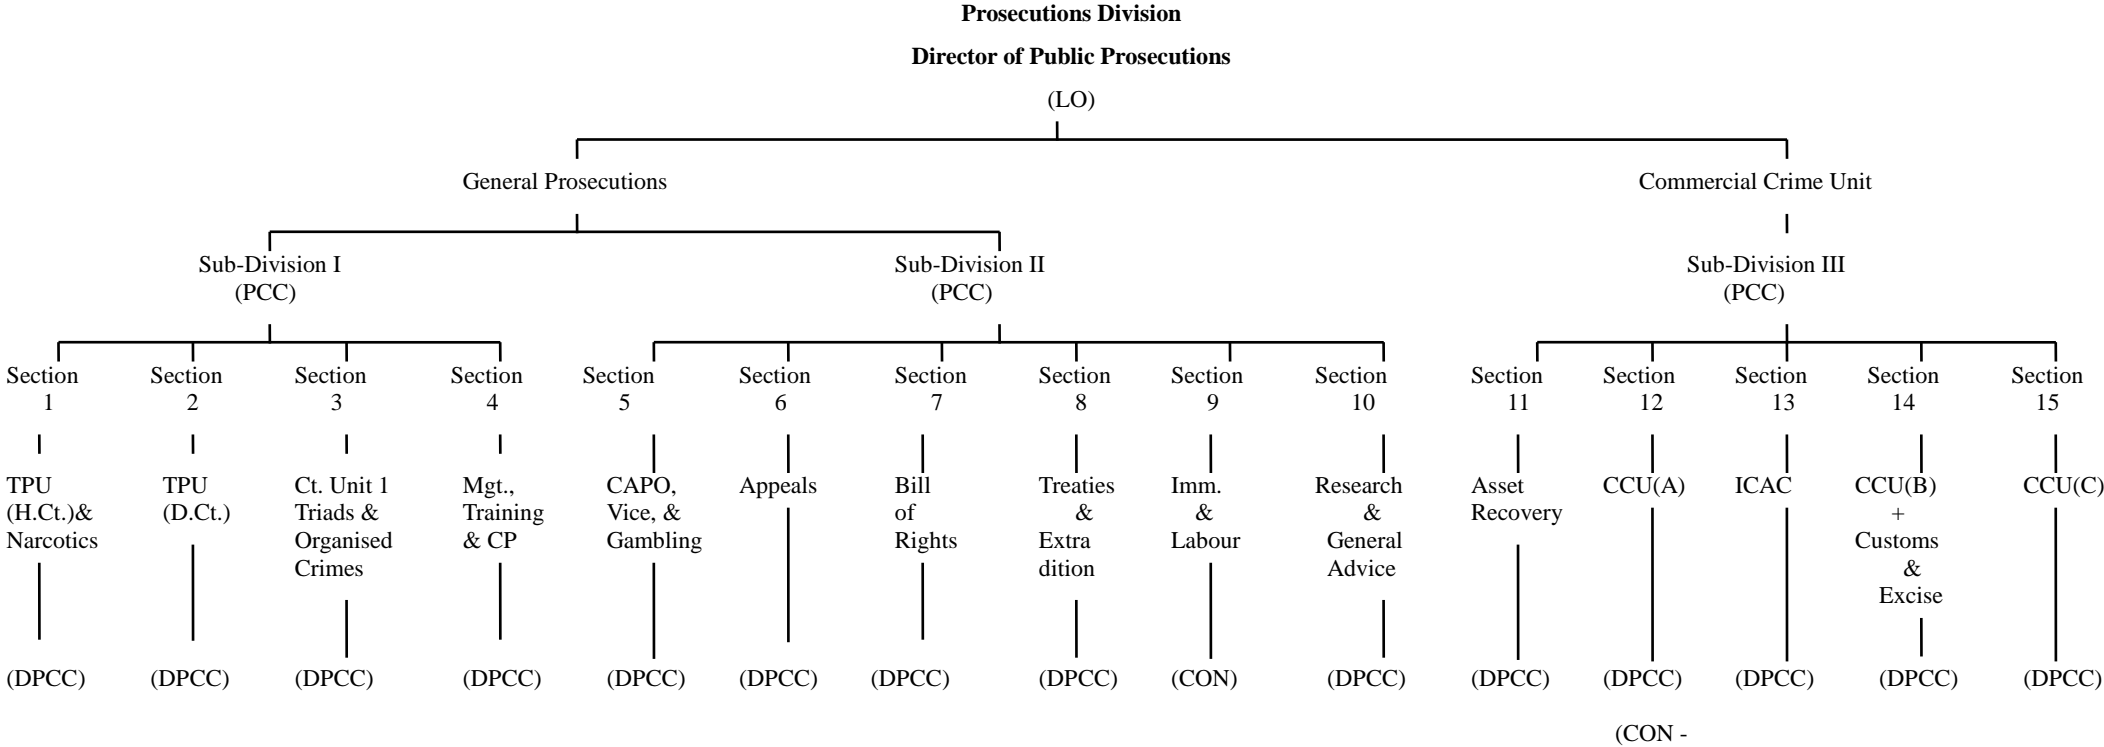 Prosecutions Division
Director of Public Prosecutions
(LO)
General Prosecutions
Commercial Crime Unit
Sub-Division I
(PCC)
Sub-Division II
(PCC)
Sub-Division III
(PCC)
Section
1
Section
2
Section
3
Section
4
Section
5
Section
6
Section
7
Section
8
Section
9
Section
10
Section
11
Section
12
Section
13
Section
14
Section
15
TPU
(H.Ct.)&
Narcotics
TPU
(D.Ct.)
Ct. Unit 1
Triads &
Organised
Crimes
Mgt.,
Training
& CP
CAPO,
Vice, &
Gambling
Appeals
Bill
of
Rights
Treaties
&
Extra
dition
Imm.
&
Labour
Research
&
General
Advice
Asset
Recovery
CCU(A)
ICAC
CCU(B)
+
Customs
&
Excise
CCU(C)
(DPCC)
(DPCC)
(DPCC)
(DPCC)
(DPCC)
(DPCC)
(DPCC)
(DPCC)
(CON)
(DPCC)
(DPCC)
(DPCC)
(DPCC)
(DPCC)
(DPCC)
(CON -